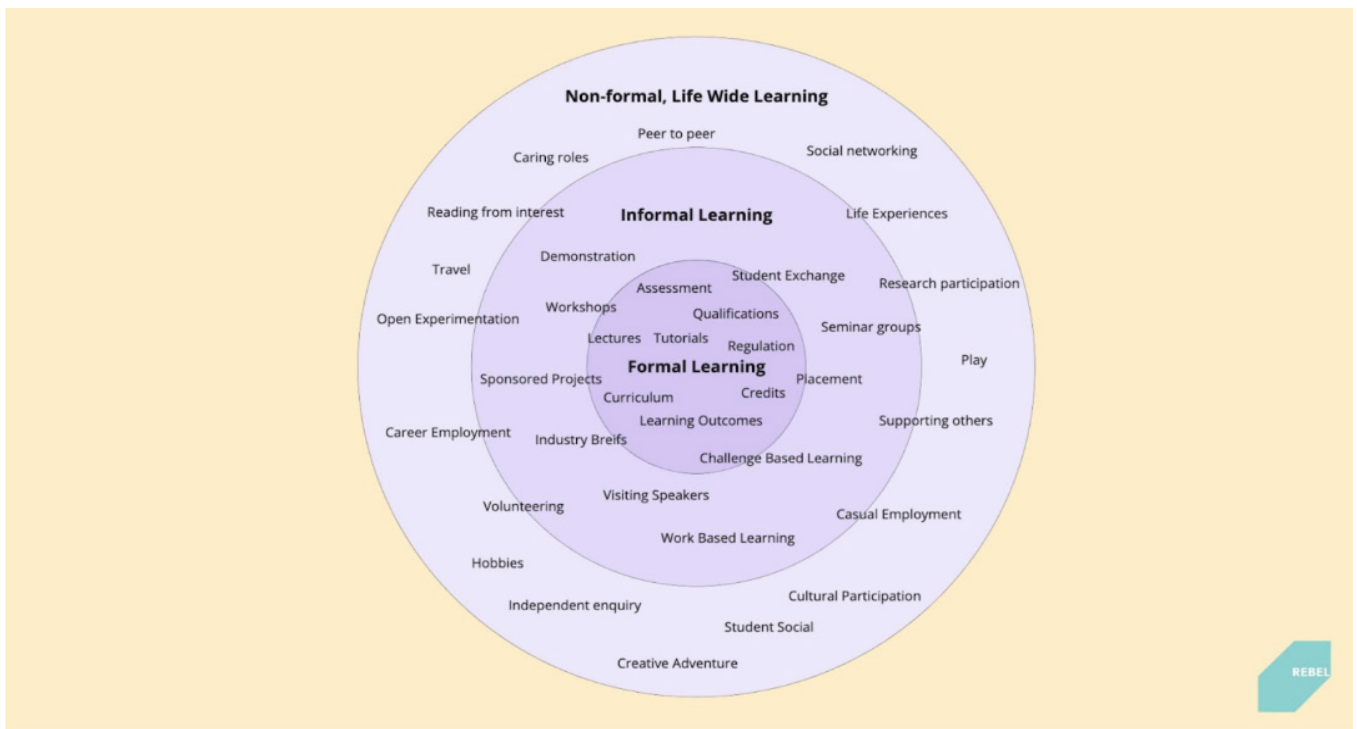 Non-formal, Life Wide Learning
Peer to peer
Social networking
Caring roles
Reading from interest
Informal Learning
Life Experiences
Demonstration
Travel
Student Exchange
Research participation
Assessment
Workshops
Qualifications
Open Experimentation
Seminar groups
Lectures
Tutorials
Regulation
Play
Formal Learning
Sponsored Projects
Placement
Curriculum
Credits
Learning Outcomes
Supporting others
Career Employment
Industry Breifs
Challenge Based Learning
Visiting Speakers
Volunteering
Casual Employment
Work Based Learning
Hobbies
Independent enquiry
Cultural Participation
Student Social
Creative Adventure
REBEL